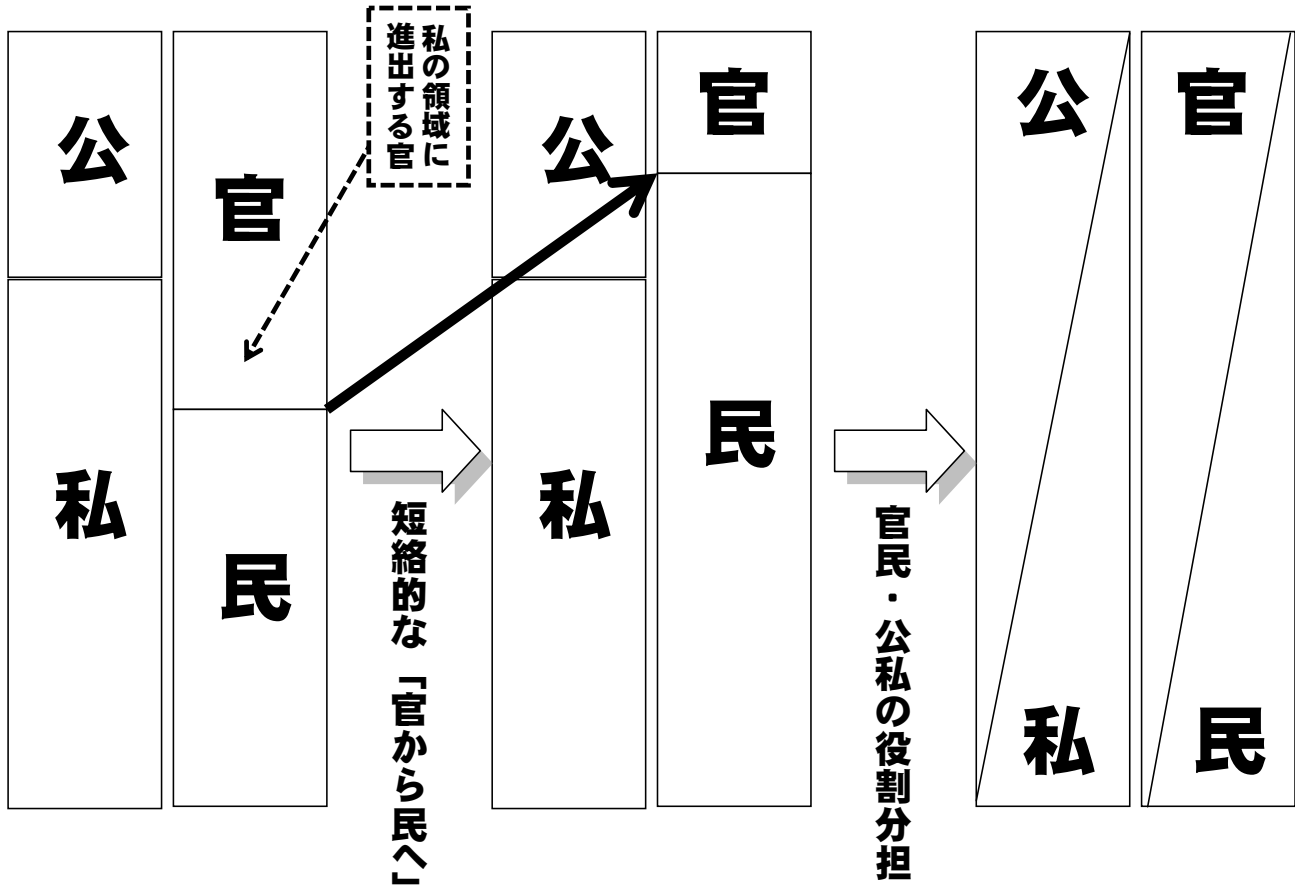 公
私
官
民
私の領域に
進出する官
短絡的な「官から民へ」
公
私
官
民
官民・公私の役割分担
公
私
官
民